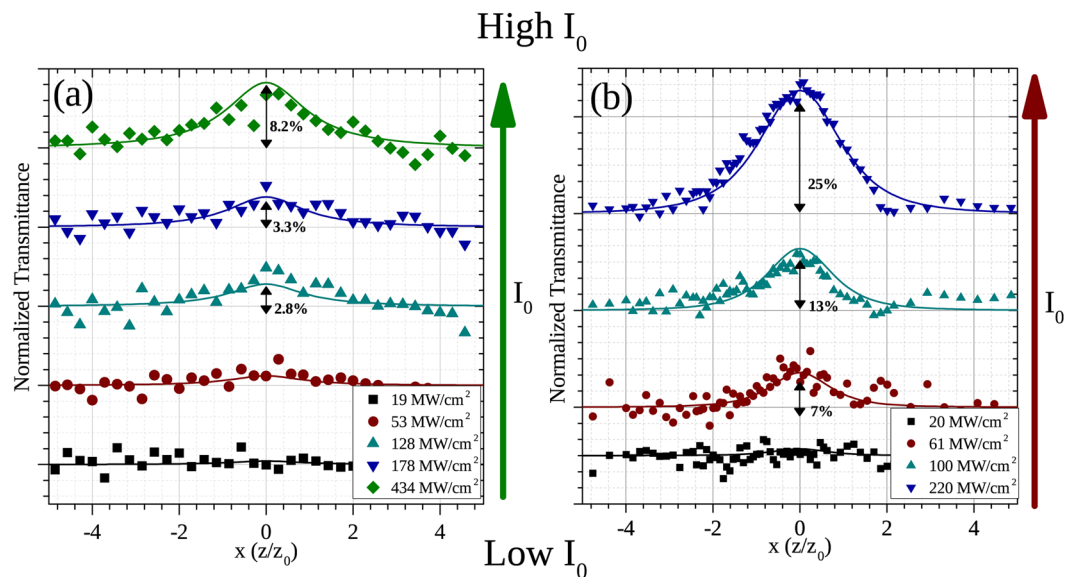 High I₀
(a)
8.2%
3.3%
2.8%
19 MW/cm²
53 MW/cm²
128 MW/cm²
178 MW/cm²
434 MW/cm²
Normalized Transmittance
-4 -2 0 2 4
x (z/z₀)
I₀
(b)
25%
13%
7%
20 MW/cm²
61 MW/cm²
100 MW/cm²
220 MW/cm²
Normalized Transmittance
-4 -2 0 2 4
x (z/z₀)
I₀
Low I₀